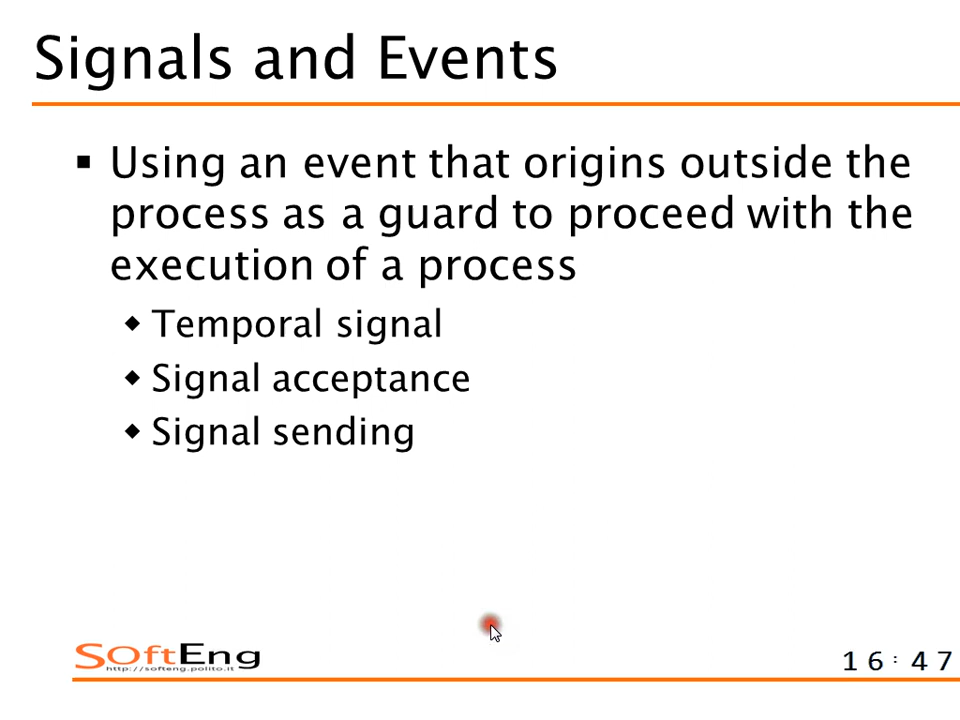 Signals and Events
Using an event that origins outside the
process as a guard to proceed with the
execution of a process
Temporal signal
Signal acceptance
Signal sending
SOftEng
http://softeng.polito.it
16:47